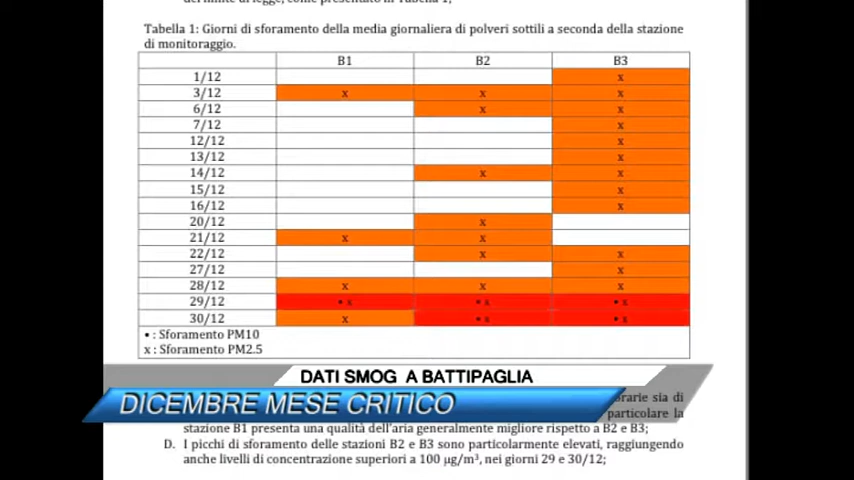 Tabella 1: Giorni di sforamento della media giornaliera di polveri sottili a seconda della stazione
di monitoraggio.
B1 B2 B3
1/12 x
3/12 x x x
6/12 x x
7/12 x
12/12 x
13/12 x
14/12 x x
15/12 x
16/12 x
20/12 x
21/12 x x
22/12 x x
27/12 x
28/12 x x x
29/12 • x • x • x
30/12 x • x • x
• : Sforamento PM10
x : Sforamento PM2.5
DATI SMOG A BATTIPAGLIA
DICEMBRE MESE CRITICO
orarie sia di
particolare la
stazione B1 presenta una qualità dell'aria generalmente migliore rispetto a B2 e B3;
D. I picchi di sforamento delle stazioni B2 e B3 sono particolarmente elevati, raggiungendo
anche livelli di concentrazione superiori a 100 µg/m³, nei giorni 29 e 30/12;